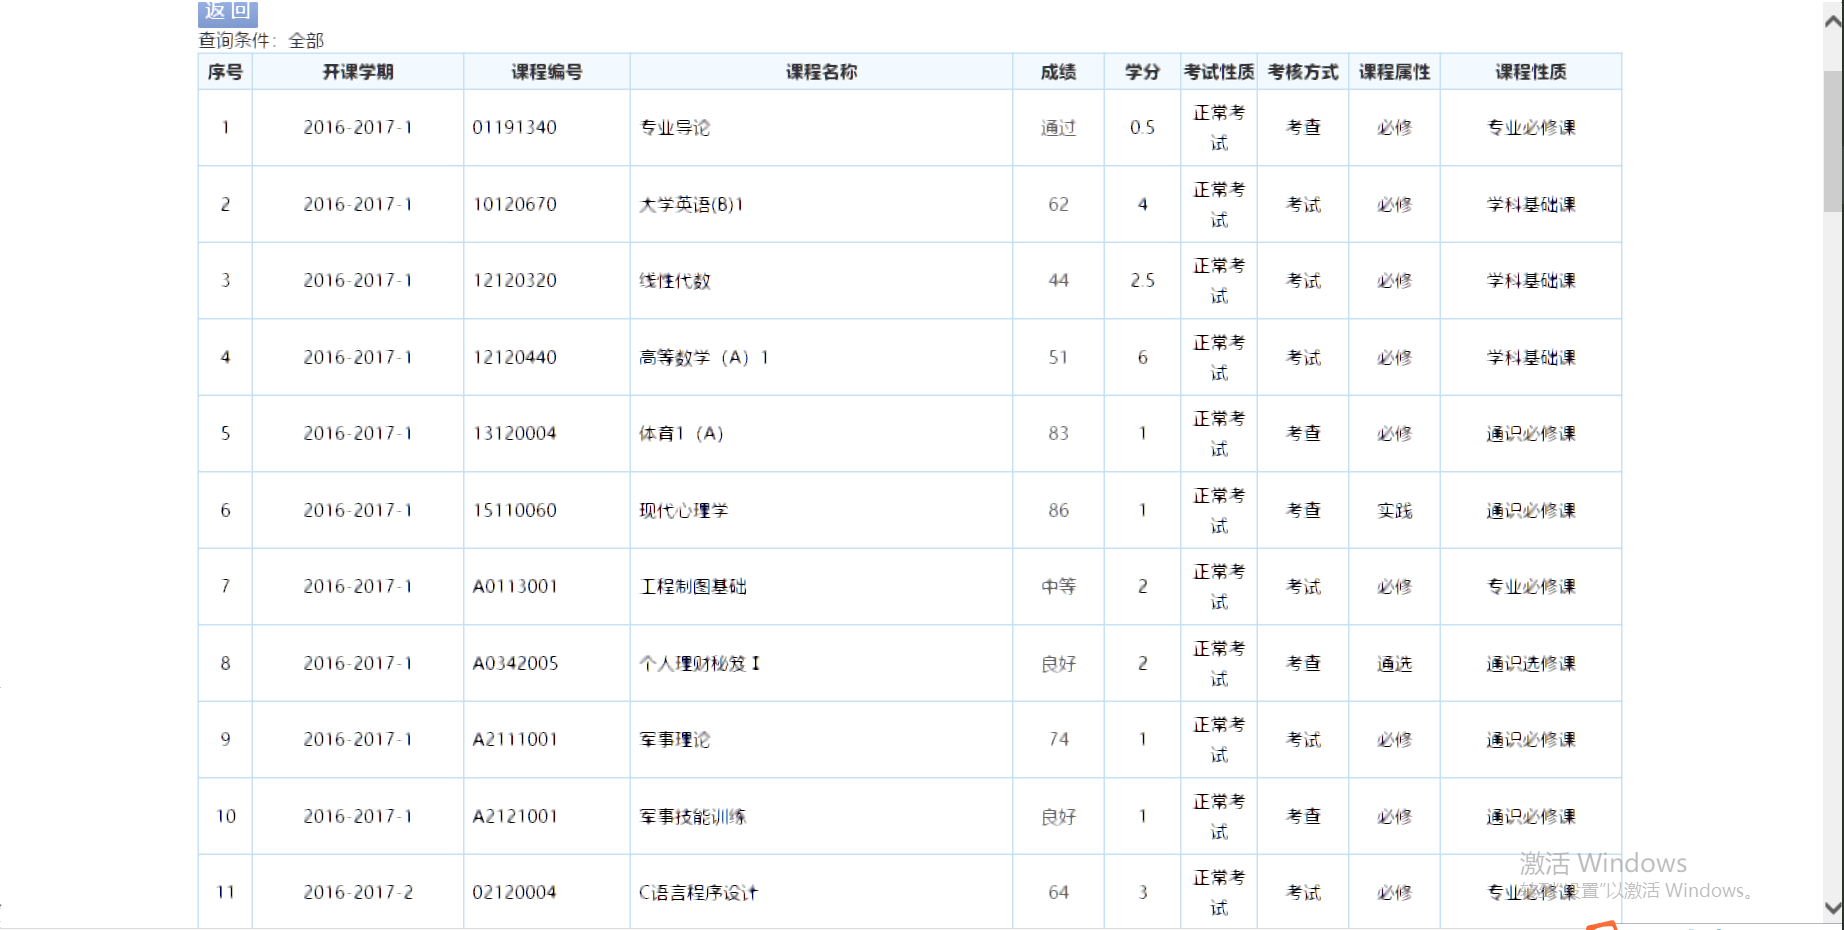 返 回
查询条件：全部
序号 开课学期 课程编号 课程名称 成绩 学分 考试性质 考核方式 课程属性 课程性质
1 2016-2017-1 01191340 专业导论 通过 0.5 正常考试 考查 必修 专业必修课
2 2016-2017-1 10120670 大学英语(B)1 62 4 正常考试 考试 必修 学科基础课
3 2016-2017-1 12120320 线性代数 44 2.5 正常考试 考试 必修 学科基础课
4 2016-2017-1 12120440 高等数学（A）1 51 6 正常考试 考试 必修 学科基础课
5 2016-2017-1 13120004 体育1（A） 83 1 正常考试 考查 必修 通识必修课
6 2016-2017-1 15110060 现代心理学 86 1 正常考试 考查 实践 通识必修课
7 2016-2017-1 A0113001 工程制图基础 中等 2 正常考试 考试 必修 专业必修课
8 2016-2017-1 A0342005 个人理财秘笈Ⅰ 良好 2 正常考试 考查 通选 通识选修课
9 2016-2017-1 A2111001 军事理论 74 1 正常考试 考试 必修 通识必修课
10 2016-2017-1 A2121001 军事技能训练 良好 1 正常考试 考查 必修 通识必修课
11 2016-2017-2 02120004 C语言程序设计 64 3 正常考试 考试 必修 专业必修课
激活 Windows
转到"设置"以激活 Windows。